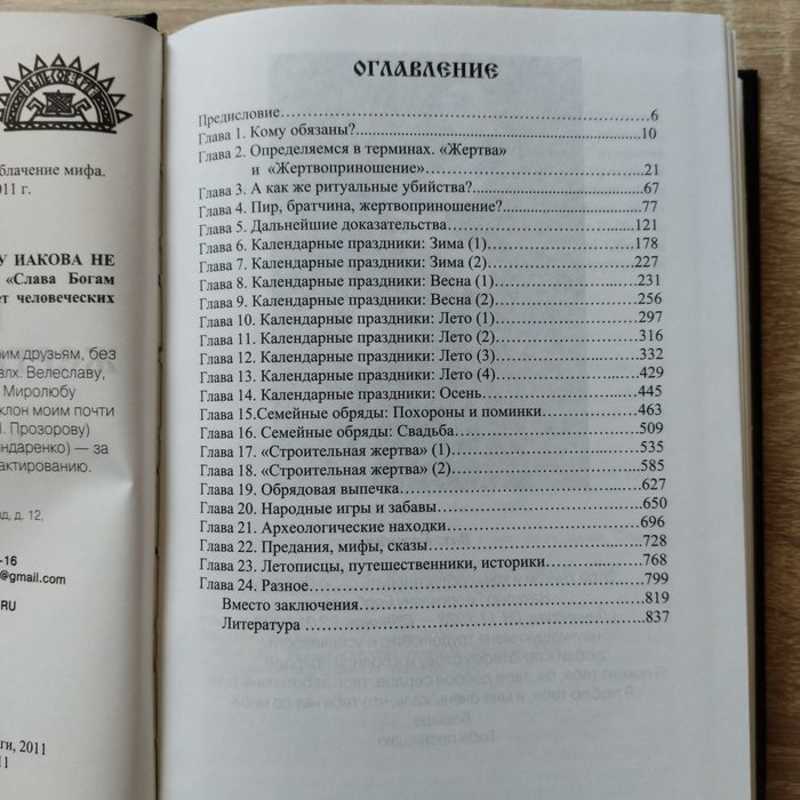 блачение мифа.
011 г.
У ИАКОВА НЕ
«Слава Богам
ет человеческих
оим друзьям, без
влх. Велеславу,
Миролюбу
клон моим почти
Прозорову)
ндаренко) — за
актированию.
д. 12,
-16
@gmail.com
RU
ги, 2011
11
ОГЛАВЛЕНИЕ
Предисловие........................................................6
Глава 1. Кому обязаны?........................................................10
Глава 2. Определяемся в терминах. «Жертва»
и «Жертвоприношение»........................................21
Глава 3. А как же ритуальные убийства?........................................67
Глава 4. Пир, братчина, жертвоприношение?................................77
Глава 5. Дальнейшие доказательства........................................121
Глава 6. Календарные праздники: Зима (1)................................178
Глава 7. Календарные праздники: Зима (2)................................227
Глава 8. Календарные праздники: Весна (1)................................231
Глава 9. Календарные праздники: Весна (2)................................256
Глава 10. Календарные праздники: Лето (1)................................297
Глава 11. Календарные праздники: Лето (2)................................316
Глава 12. Календарные праздники: Лето (3)................................332
Глава 13. Календарные праздники: Лето (4)................................429
Глава 14. Календарные праздники: Осень................................445
Глава 15.Семейные обряды: Похороны и поминки....................463
Глава 16. Семейные обряды: Свадьба........................................509
Глава 17. «Строительная жертва» (1)........................................535
Глава 18. «Строительная жертва» (2)........................................585
Глава 19. Обрядовая выпечка........................................627
Глава 20. Народные игры и забавы........................................650
Глава 21. Археологические находки........................................696
Глава 22. Предания, мифы, сказы........................................728
Глава 23. Летописцы, путешественники, историки....................768
Глава 24. Разное........................................................799
Вместо заключения........................................819
Литература ........................................................837